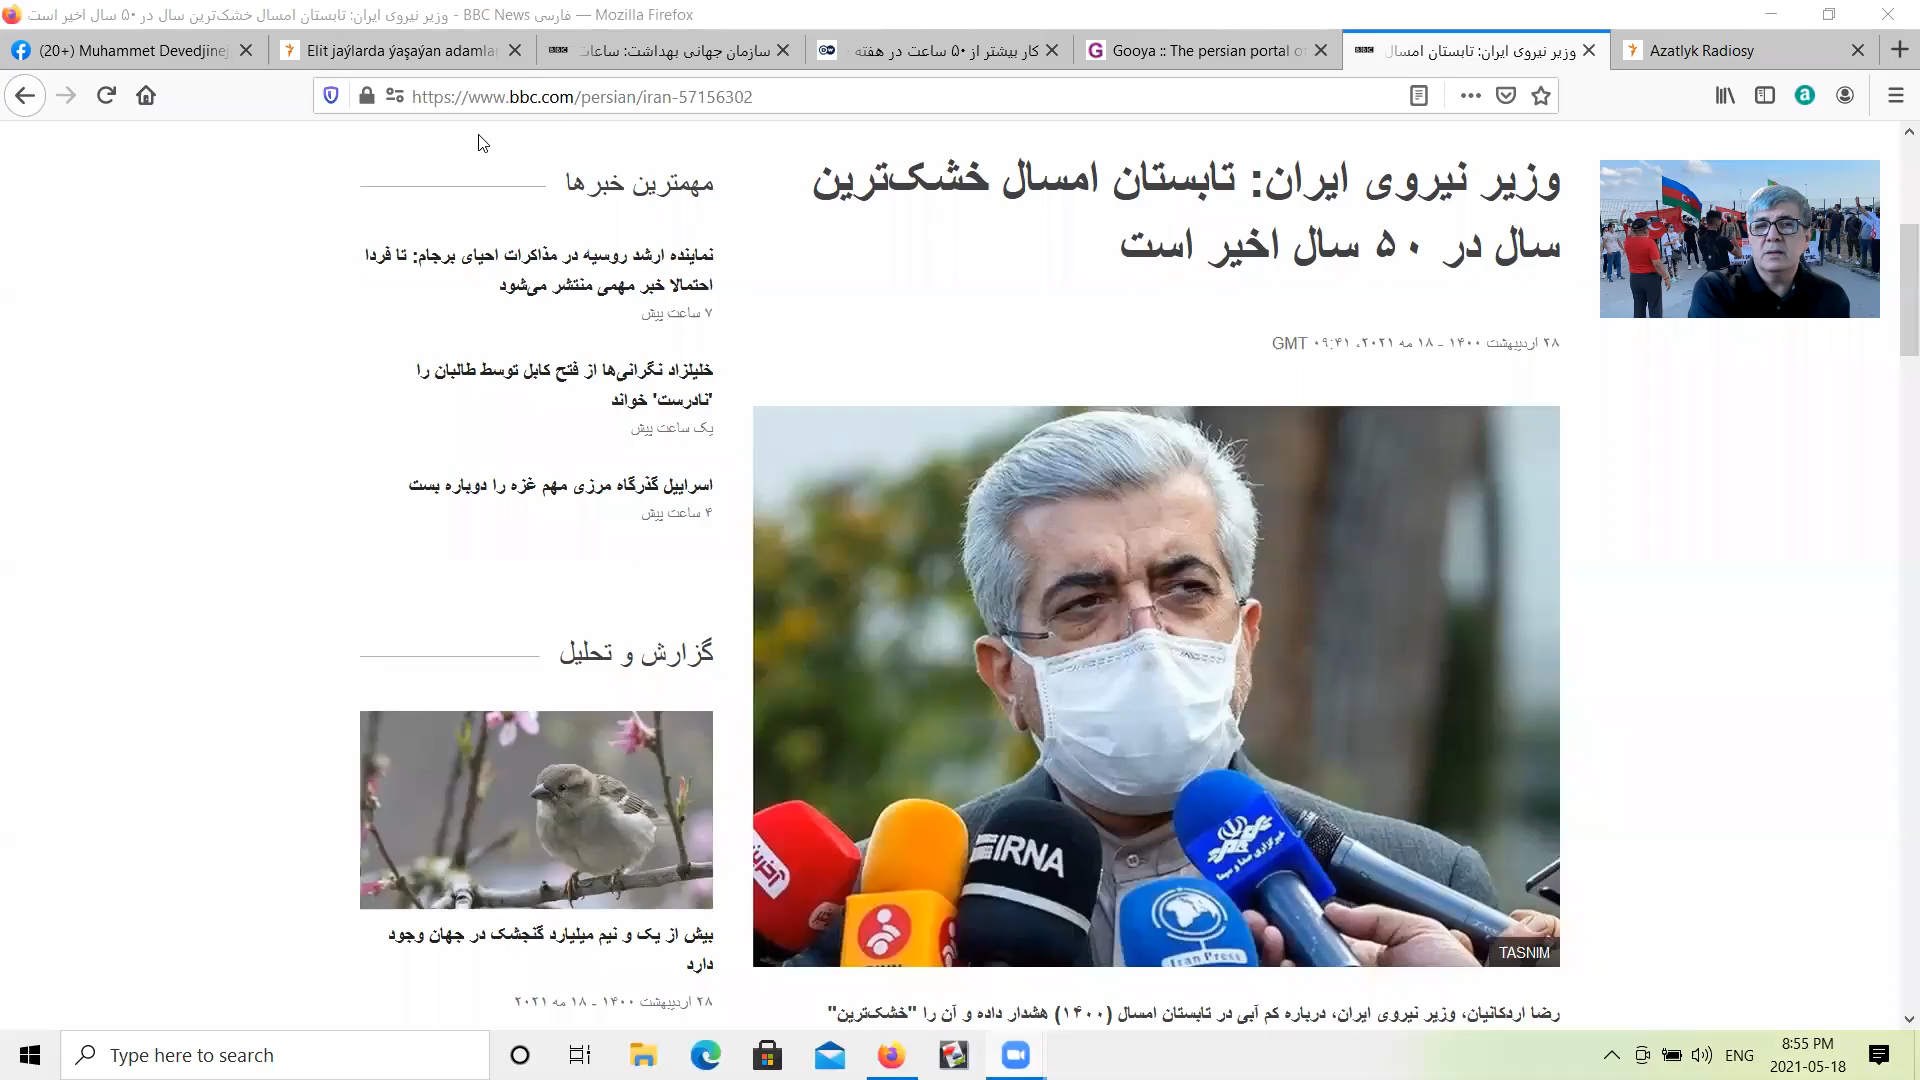 وزیر نیروی ایران: تابستان امسال خشک‌ترین سال در ۵۰ سال اخیر است - BBC News فارسی — Mozilla Firefox
(20+) Muhammet Devedjineja
Elit jaýlarda ýaşaýan adamlar
سازمان جهانی بهداشت: ساعات
کار بیشتر از ۵۰ ساعت در هفته
Gooya :: The persian portal o
وزیر نیروی ایران: تابستان امسال
Azatlyk Radiosy
https://www.bbc.com/persian/iran-57156302
وزیر نیروی ایران: تابستان امسال خشک‌ترین
سال در ۵۰ سال اخیر است
۲۸ اردیبهشت ۱۴۰۰ - ۱۸ مه ۲۰۲۱، ۰۹:۴۱ GMT
IRNA
خبرگزاری صدا و سیما
Iran Press
TASNIM
رضا اردکانیان، وزیر نیروی ایران، درباره کم آبی در تابستان امسال (۱۴۰۰) هشدار داده و آن را "خشک‌ترین"
مهمترین خبرها
نماینده ارشد روسیه در مذاکرات احیای برجام: تا فردا
احتمالا خبر مهمی منتشر می‌شود
۷ ساعت پیش
خلیلزاد نگرانی‌ها از فتح کابل توسط طالبان را
'نادرست' خواند
یک ساعت پیش
اسراییل گذرگاه مرزی مهم غزه را دوباره بست
۴ ساعت پیش
گزارش و تحلیل
بیش از یک و نیم میلیارد گنجشک در جهان وجود
دارد
۲۸ اردیبهشت ۱۴۰۰ - ۱۸ مه ۲۰۲۱
Type here to search
ENG
8:55 PM
2021-05-18